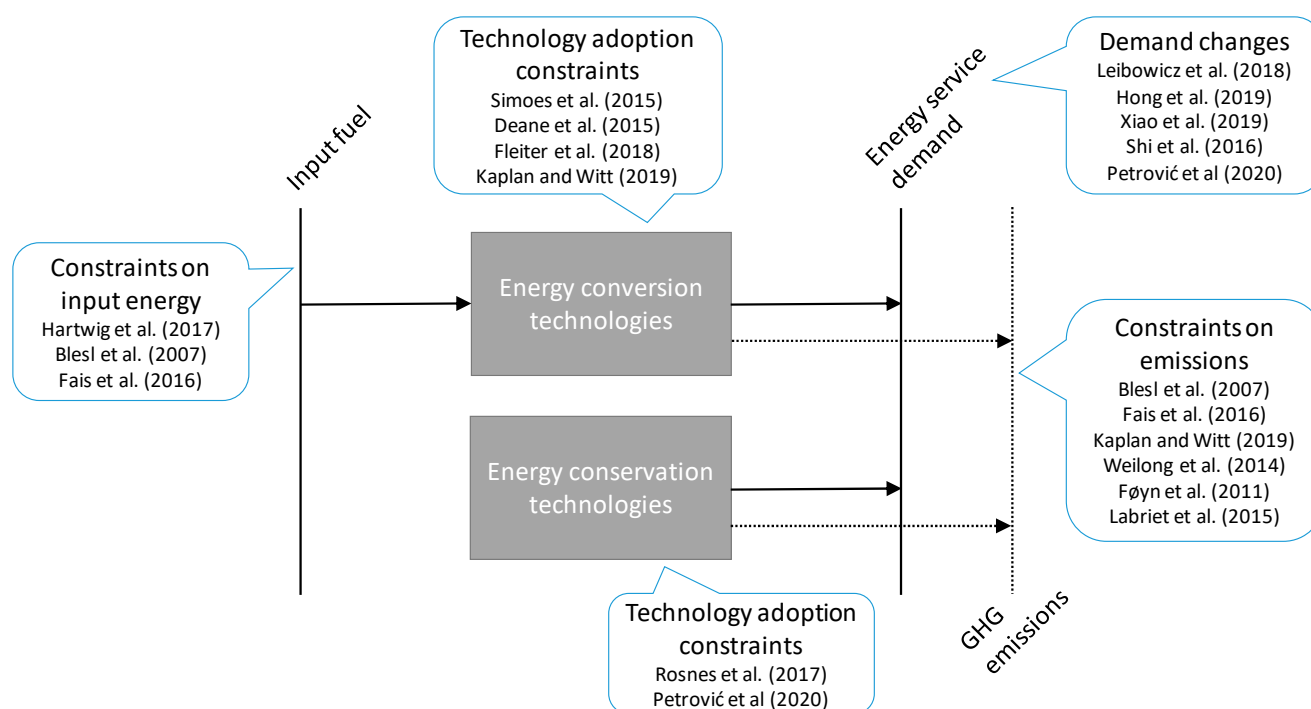 Technology adoption
constraints
Simoes et al. (2015)
Deane et al. (2015)
Fleiter et al. (2018)
Kaplan and Witt (2019)
Demand changes
Leibowicz et al. (2018)
Hong et al. (2019)
Xiao et al. (2019)
Shi et al. (2016)
Petrović et al (2020)
Input fuel
Energy service
demand
Constraints on
input energy
Hartwig et al. (2017)
Blesl et al. (2007)
Fais et al. (2016)
Energy conversion
technologies
Constraints on
emissions
Blesl et al. (2007)
Fais et al. (2016)
Kaplan and Witt (2019)
Weilong et al. (2014)
Føyn et al. (2011)
Labriet et al. (2015)
Energy conservation
technologies
Technology adoption
constraints
Rosnes et al. (2017)
Petrović et al (2020)
GHG
emissions